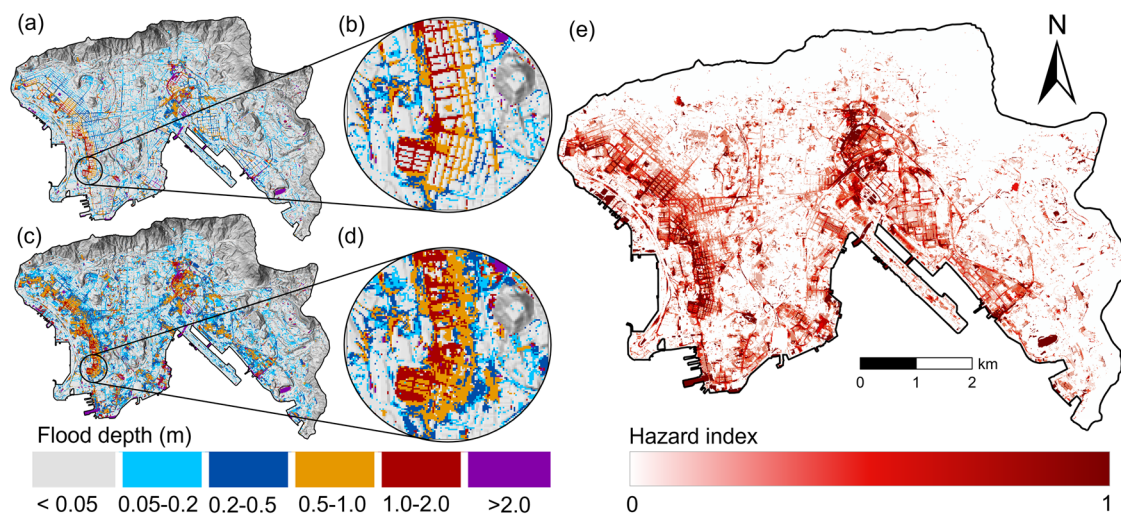 (a)
(b)
(e)
N
(c)
(d)
km
0 1 2
Flood depth (m)
< 0.05 0.05-0.2 0.2-0.5 0.5-1.0 1.0-2.0 >2.0
Hazard index
0 1